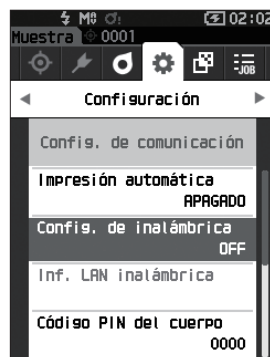 02:02
Muestra 0001
Configuración
Config. de comunicación
Impresión automática
APAGADO
Config. de inalámbrica
OFF
Inf. LAN inalámbrica
Código PIN del cuerpo
0000